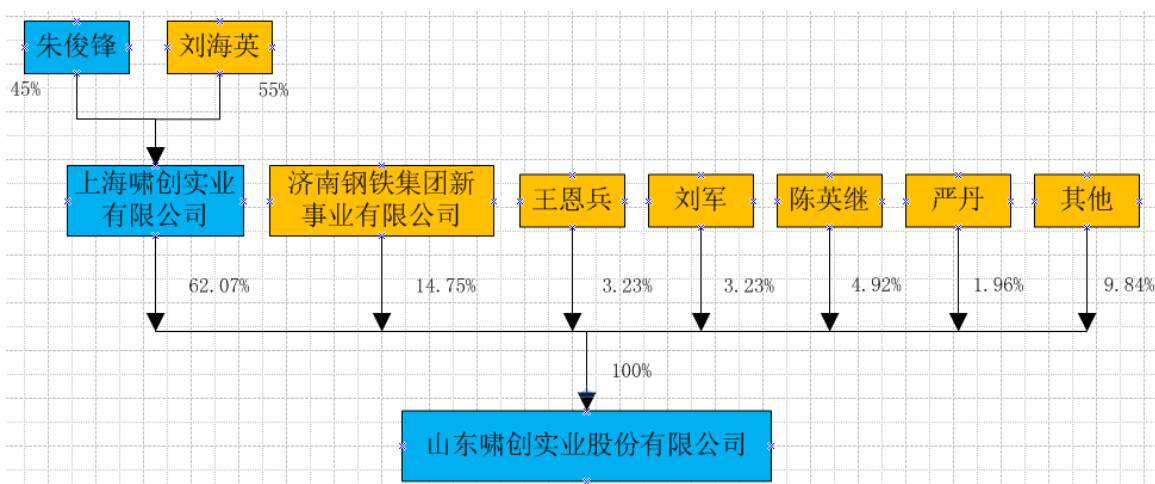 朱俊锋
刘海英
45%
55%
上海啸创实业
有限公司
济南钢铁集团新
事业有限公司
王恩兵
刘军
陈英继
严丹
其他
62.07%
14.75%
3.23%
3.23%
4.92%
1.96%
9.84%
100%
山东啸创实业股份有限公司